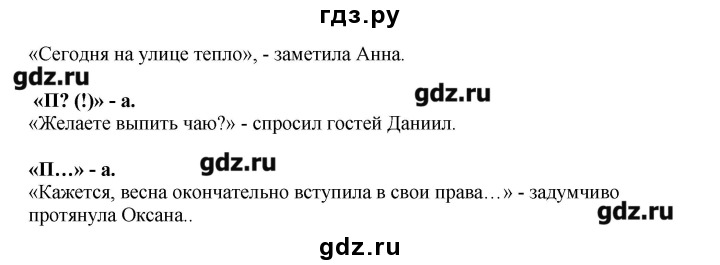 гдз.ру
«Сегодня на улице тепло», - заметила Анна.
gdz.ru
«П? (!)» - а.
gdz.ru
«Желаете выпить чаю?» - спросил гостей Даниил.
gdz.ru
«П…» - а.
«Кажется, весна окончательно вступила в свои права…» - задумчиво
протянула Оксана..
gdz.ru
gdz.ru